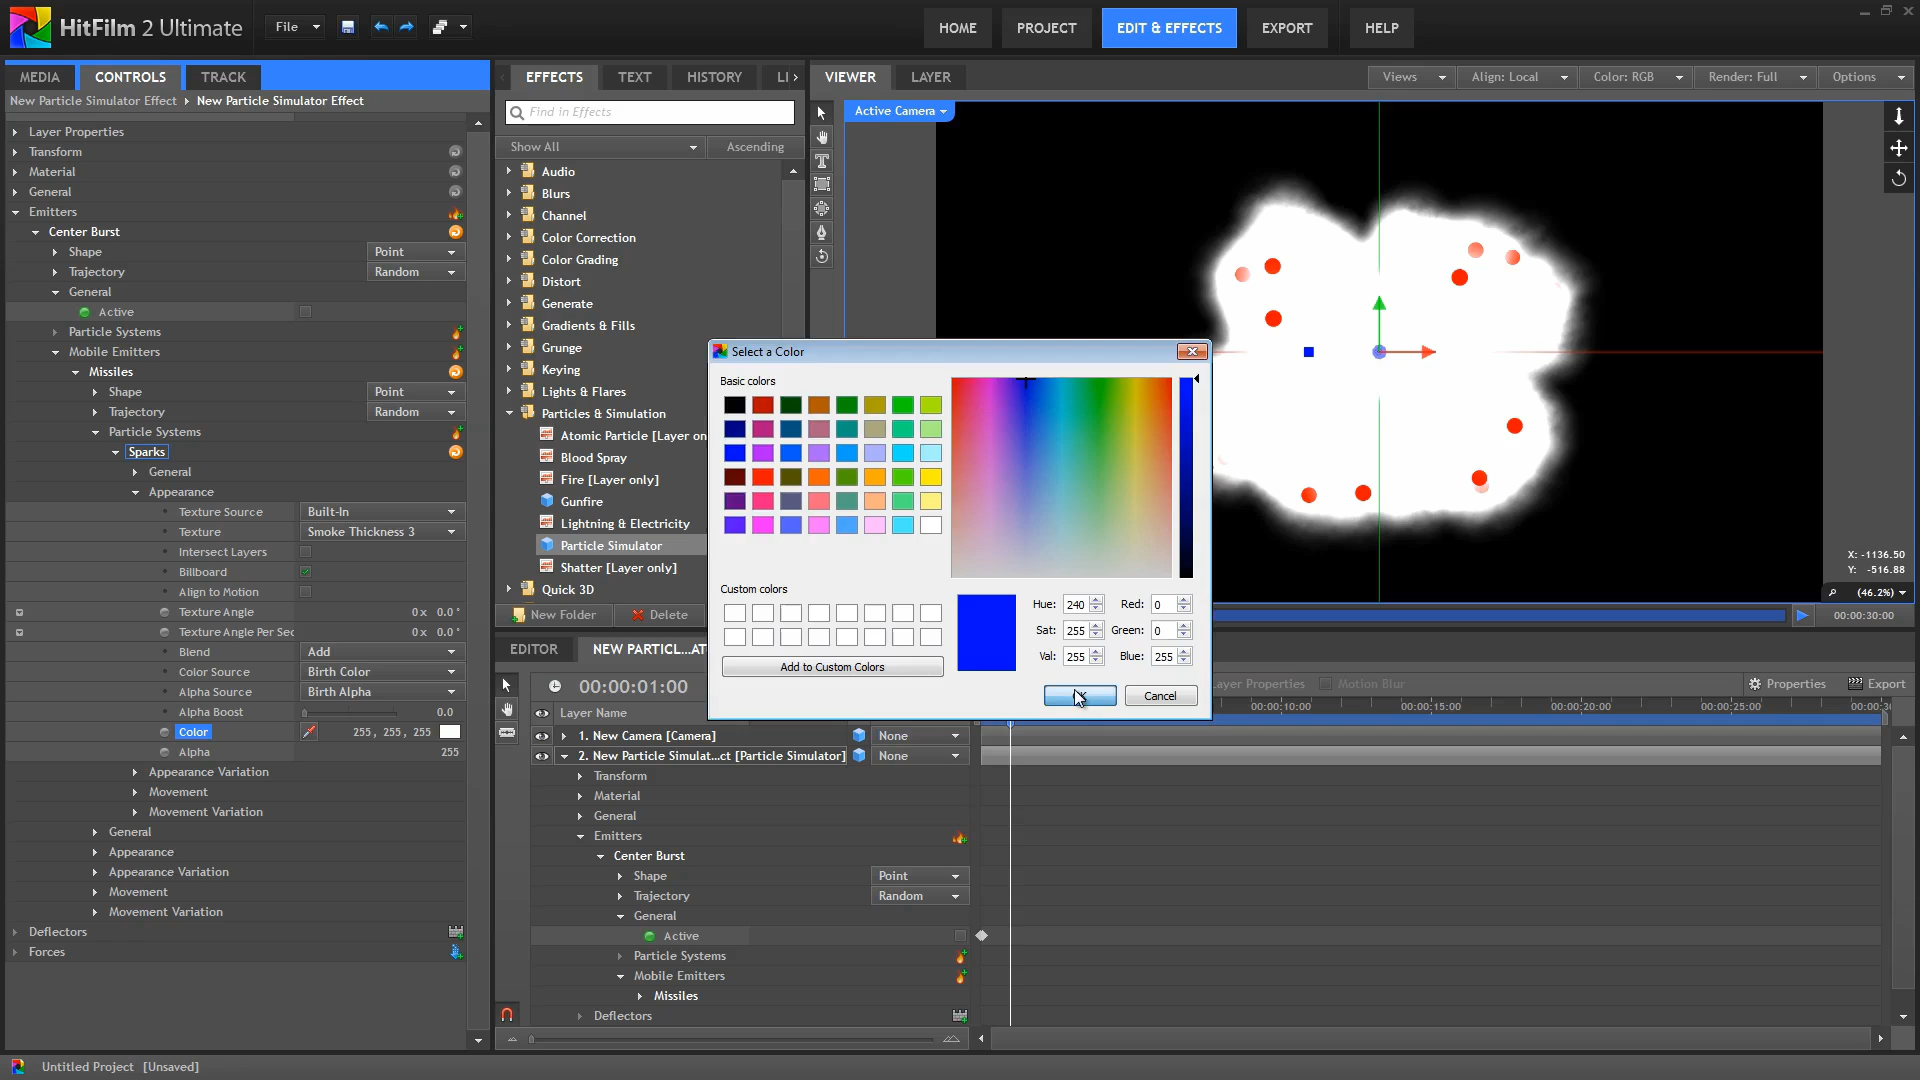 HitFilm 2 Ultimate
File
HOME
PROJECT
EDIT & EFFECTS
EXPORT
HELP
MEDIA
CONTROLS
TRACK
New Particle Simulator Effect
New Particle Simulator Effect
Layer Properties
Transform
Material
General
Emitters
Center Burst
Shape
Point
Trajectory
Random
General
Active
Particle Systems
Mobile Emitters
Missiles
Shape
Point
Trajectory
Random
Particle Systems
Sparks
General
Appearance
Texture Source
Built-In
Texture
Smoke Thickness 3
Intersect Layers
Billboard
Align to Motion
Texture Angle
0 x 0.0 °
Texture Angle Per Sec
0 x 0.0 °
Blend
Add
Color Source
Birth Color
Alpha Source
Birth Alpha
Alpha Boost
0.0
Color
255, 255, 255
Alpha
255
Appearance Variation
Movement
Movement Variation
General
Appearance
Appearance Variation
Movement
Movement Variation
Deflectors
Forces
EFFECTS
TEXT
HISTORY
Find in Effects
Show All
Ascending
Audio
Blurs
Channel
Color Correction
Color Grading
Distort
Generate
Gradients & Fills
Grunge
Keying
Lights & Flares
Particles & Simulation
Atomic Particle [Layer on
Blood Spray
Fire [Layer only]
Gunfire
Lightning & Electricity
Particle Simulator
Shatter [Layer only]
Quick 3D
New Folder
Delete
VIEWER
LAYER
Views
Align: Local
Color: RGB
Render: Full
Options
Active Camera
X: -1136.50
Y: -516.88
(46.2%)
00:00:30:00
Select a Color
Basic colors
Custom colors
Add to Custom Colors
Hue: 240
Red: 0
Sat: 255
Green: 0
Val: 255
Blue: 255
Cancel
EDITOR
NEW PARTICL...AT
00:00:01:00
Layer Properties
Motion Blur
Properties
Export
Layer Name
00:00:10:00
00:00:15:00
00:00:20:00
00:00:25:00
1. New Camera [Camera]
None
2. New Particle Simulat...ct [Particle Simulator]
None
Transform
Material
General
Emitters
Center Burst
Shape
Point
Trajectory
Random
General
Active
Particle Systems
Mobile Emitters
Missiles
Deflectors
Untitled Project [Unsaved]